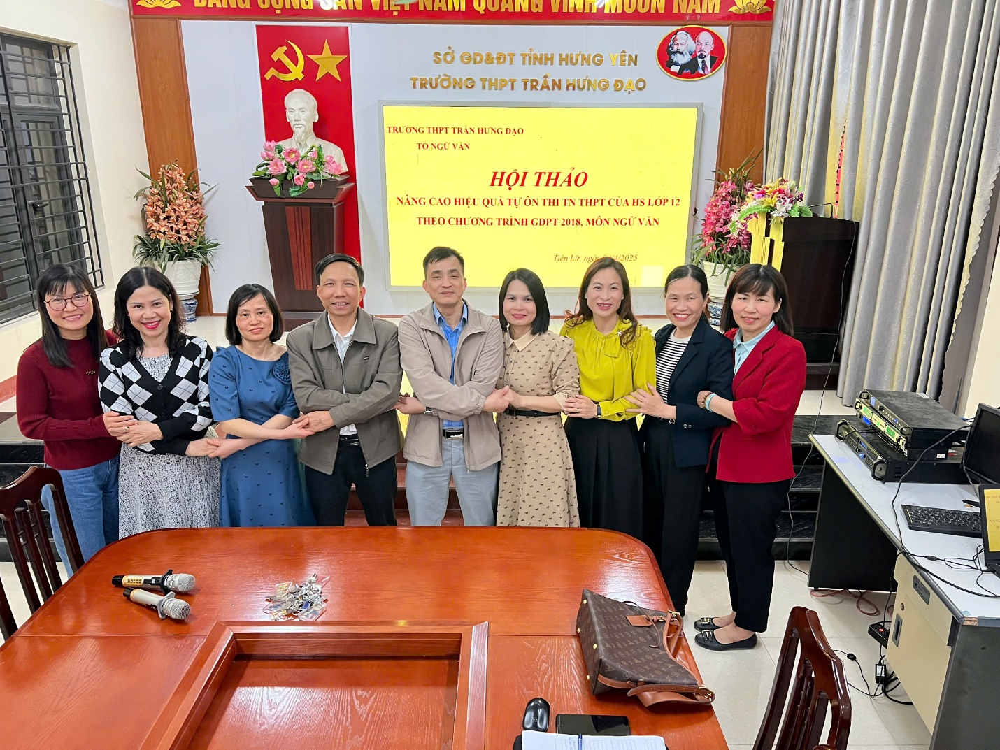 ĐẢNG CỘNG SẢN VIỆT NAM QUANG VINH MUÔN NĂM
SỞ GD&ĐT TỈNH HƯNG YÊN
TRƯỜNG THPT TRẦN HƯNG ĐẠO
TRƯỜNG THPT TRẦN HƯNG ĐẠO
TỔ NGỮ VĂN
HỘI THẢO
NÂNG CAO HIỆU QUẢ TỰ ÔN THI TN THPT CỦA HS LỚP 12
THEO CHƯƠNG TRÌNH GDPT 2018, MÔN NGỮ VĂN
Tiên Lữ, ngày /4/2025